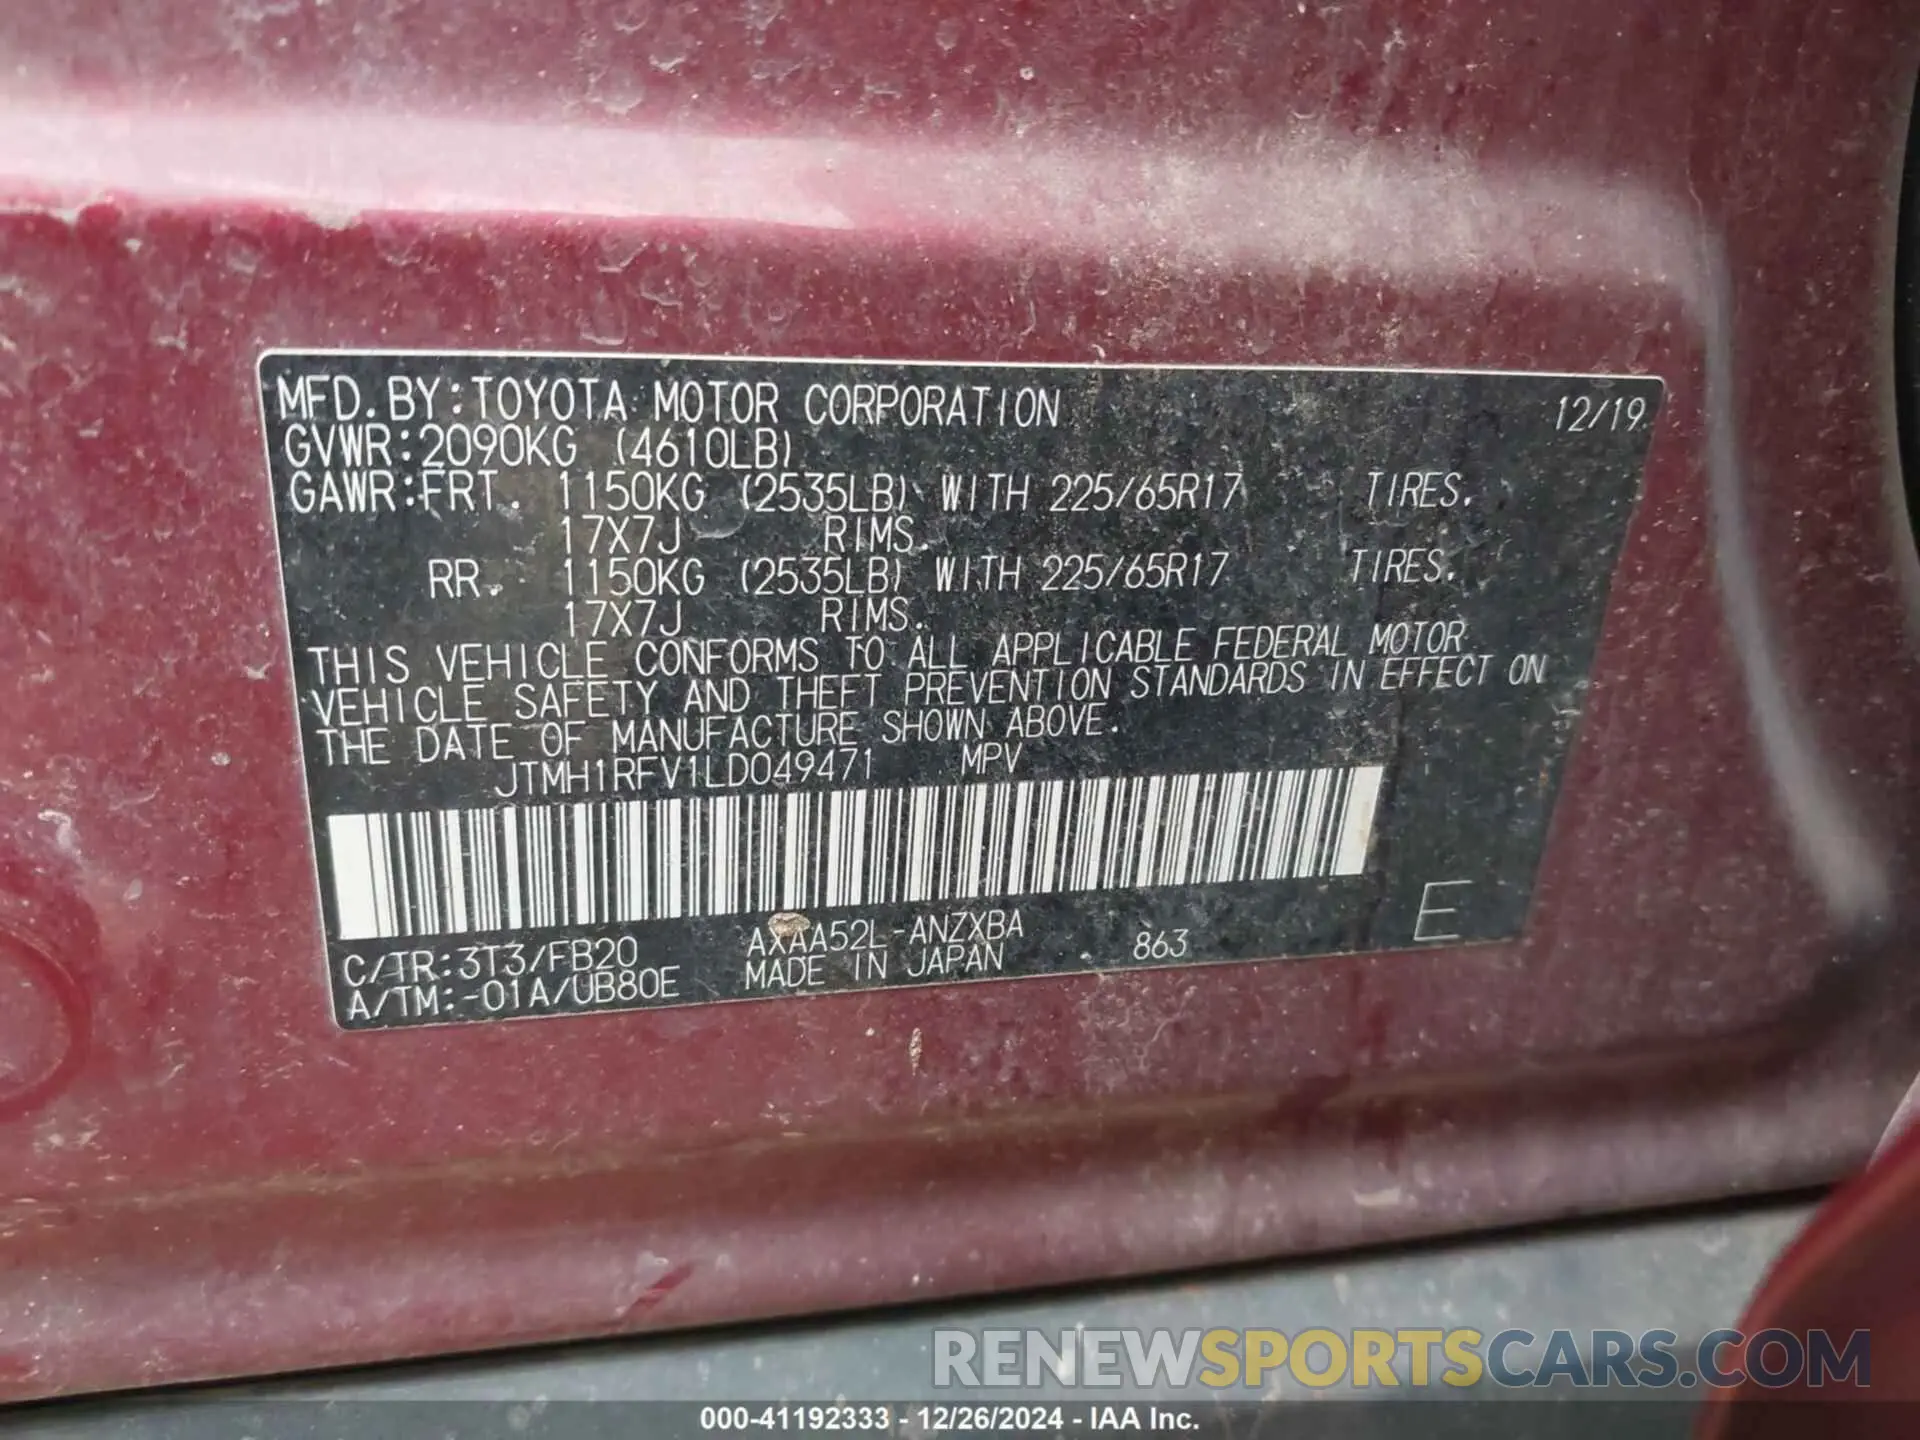 MFD. BY: TOYOTA MOTOR CORPORATION 12/19
GVWR: 2090KG (4610LB)
GAWR: FRT. 1150KG (2535LB) WITH 225/65R17 TIRES.
17X7J RIMS.
RR. 1150KG (2535LB) WITH 225/65R17 TIRES.
17X7J RIMS.
THIS VEHICLE CONFORMS TO ALL APPLICABLE FEDERAL MOTOR
VEHICLE SAFETY AND THEFT PREVENTION STANDARDS IN EFFECT ON
THE DATE OF MANUFACTURE SHOWN ABOVE.
JTMH1RFV1LD049471 MPV
C/TR: 3T3/FB20 AXAA52L-ANZXBA 863 E
A/TM: -01A/UB80E MADE IN JAPAN
RENEWSPORTSCARS.COM
000-41192333 - 12/26/2024 - IAA Inc.